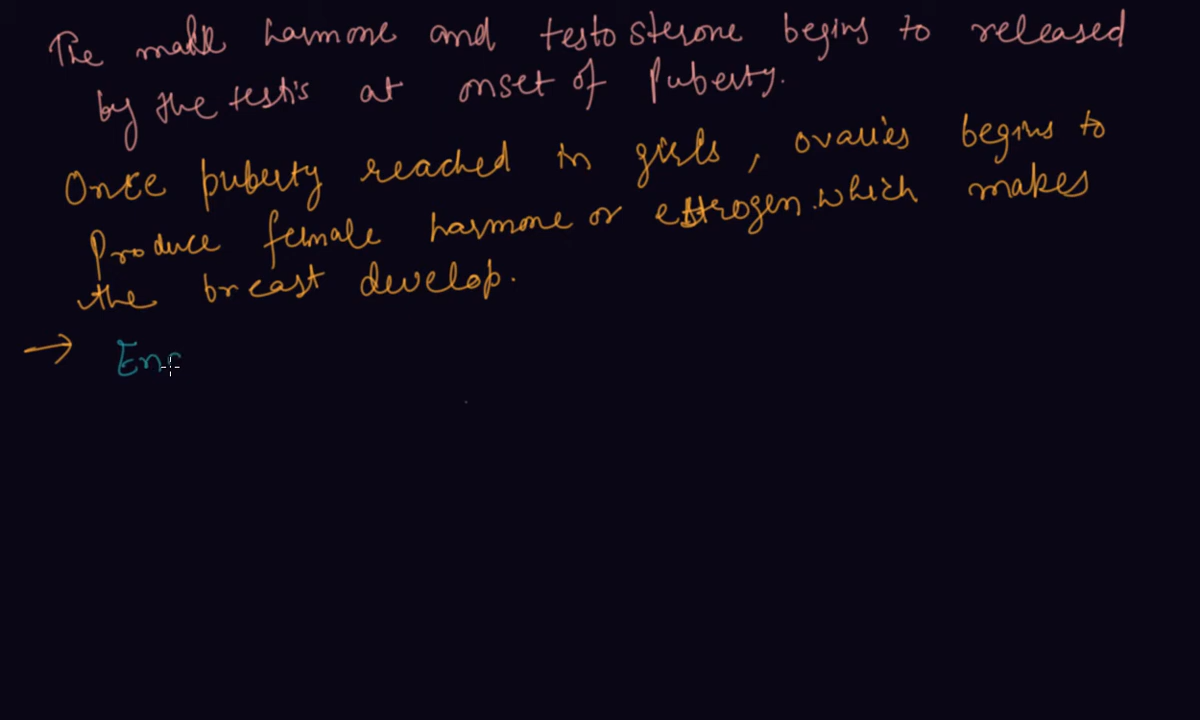 The male harmone and testosterone begins to released
by the testis at onset of Puberty.
Once puberty reached in girls, ovaries begins to
Produce female harmone or estrogen.which makes
the breast develop.
→ En